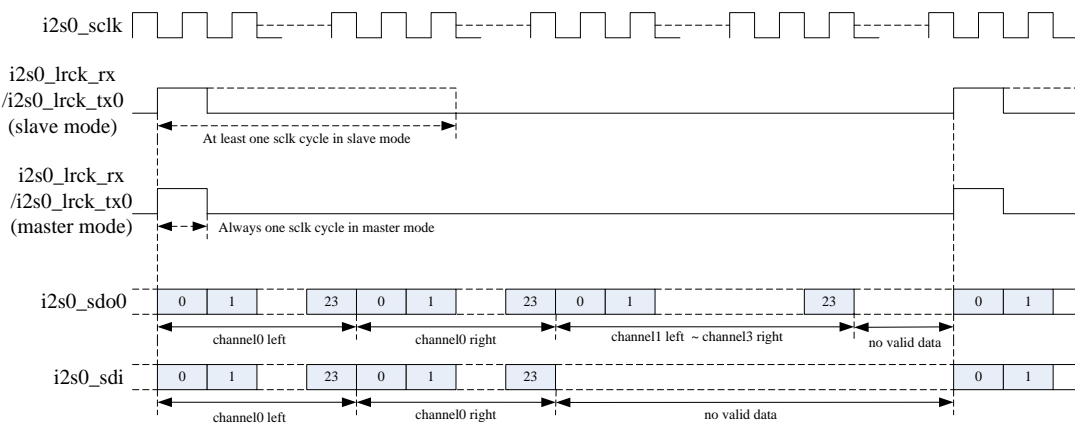 i2s0_sclk
i2s0_lrck_rx
/i2s0_lrck_tx0
(slave mode)
At least one sclk cycle in slave mode
i2s0_lrck_rx
/i2s0_lrck_tx0
(master mode)
Always one sclk cycle in master mode
i2s0_sdo0 0 1 23 0 1 23 0 1 23 0 1
channel0 left channel0 right channel1 left ~ channel3 right no valid data
i2s0_sdi 0 1 23 0 1 23 0 1
channel0 left channel0 right no valid data